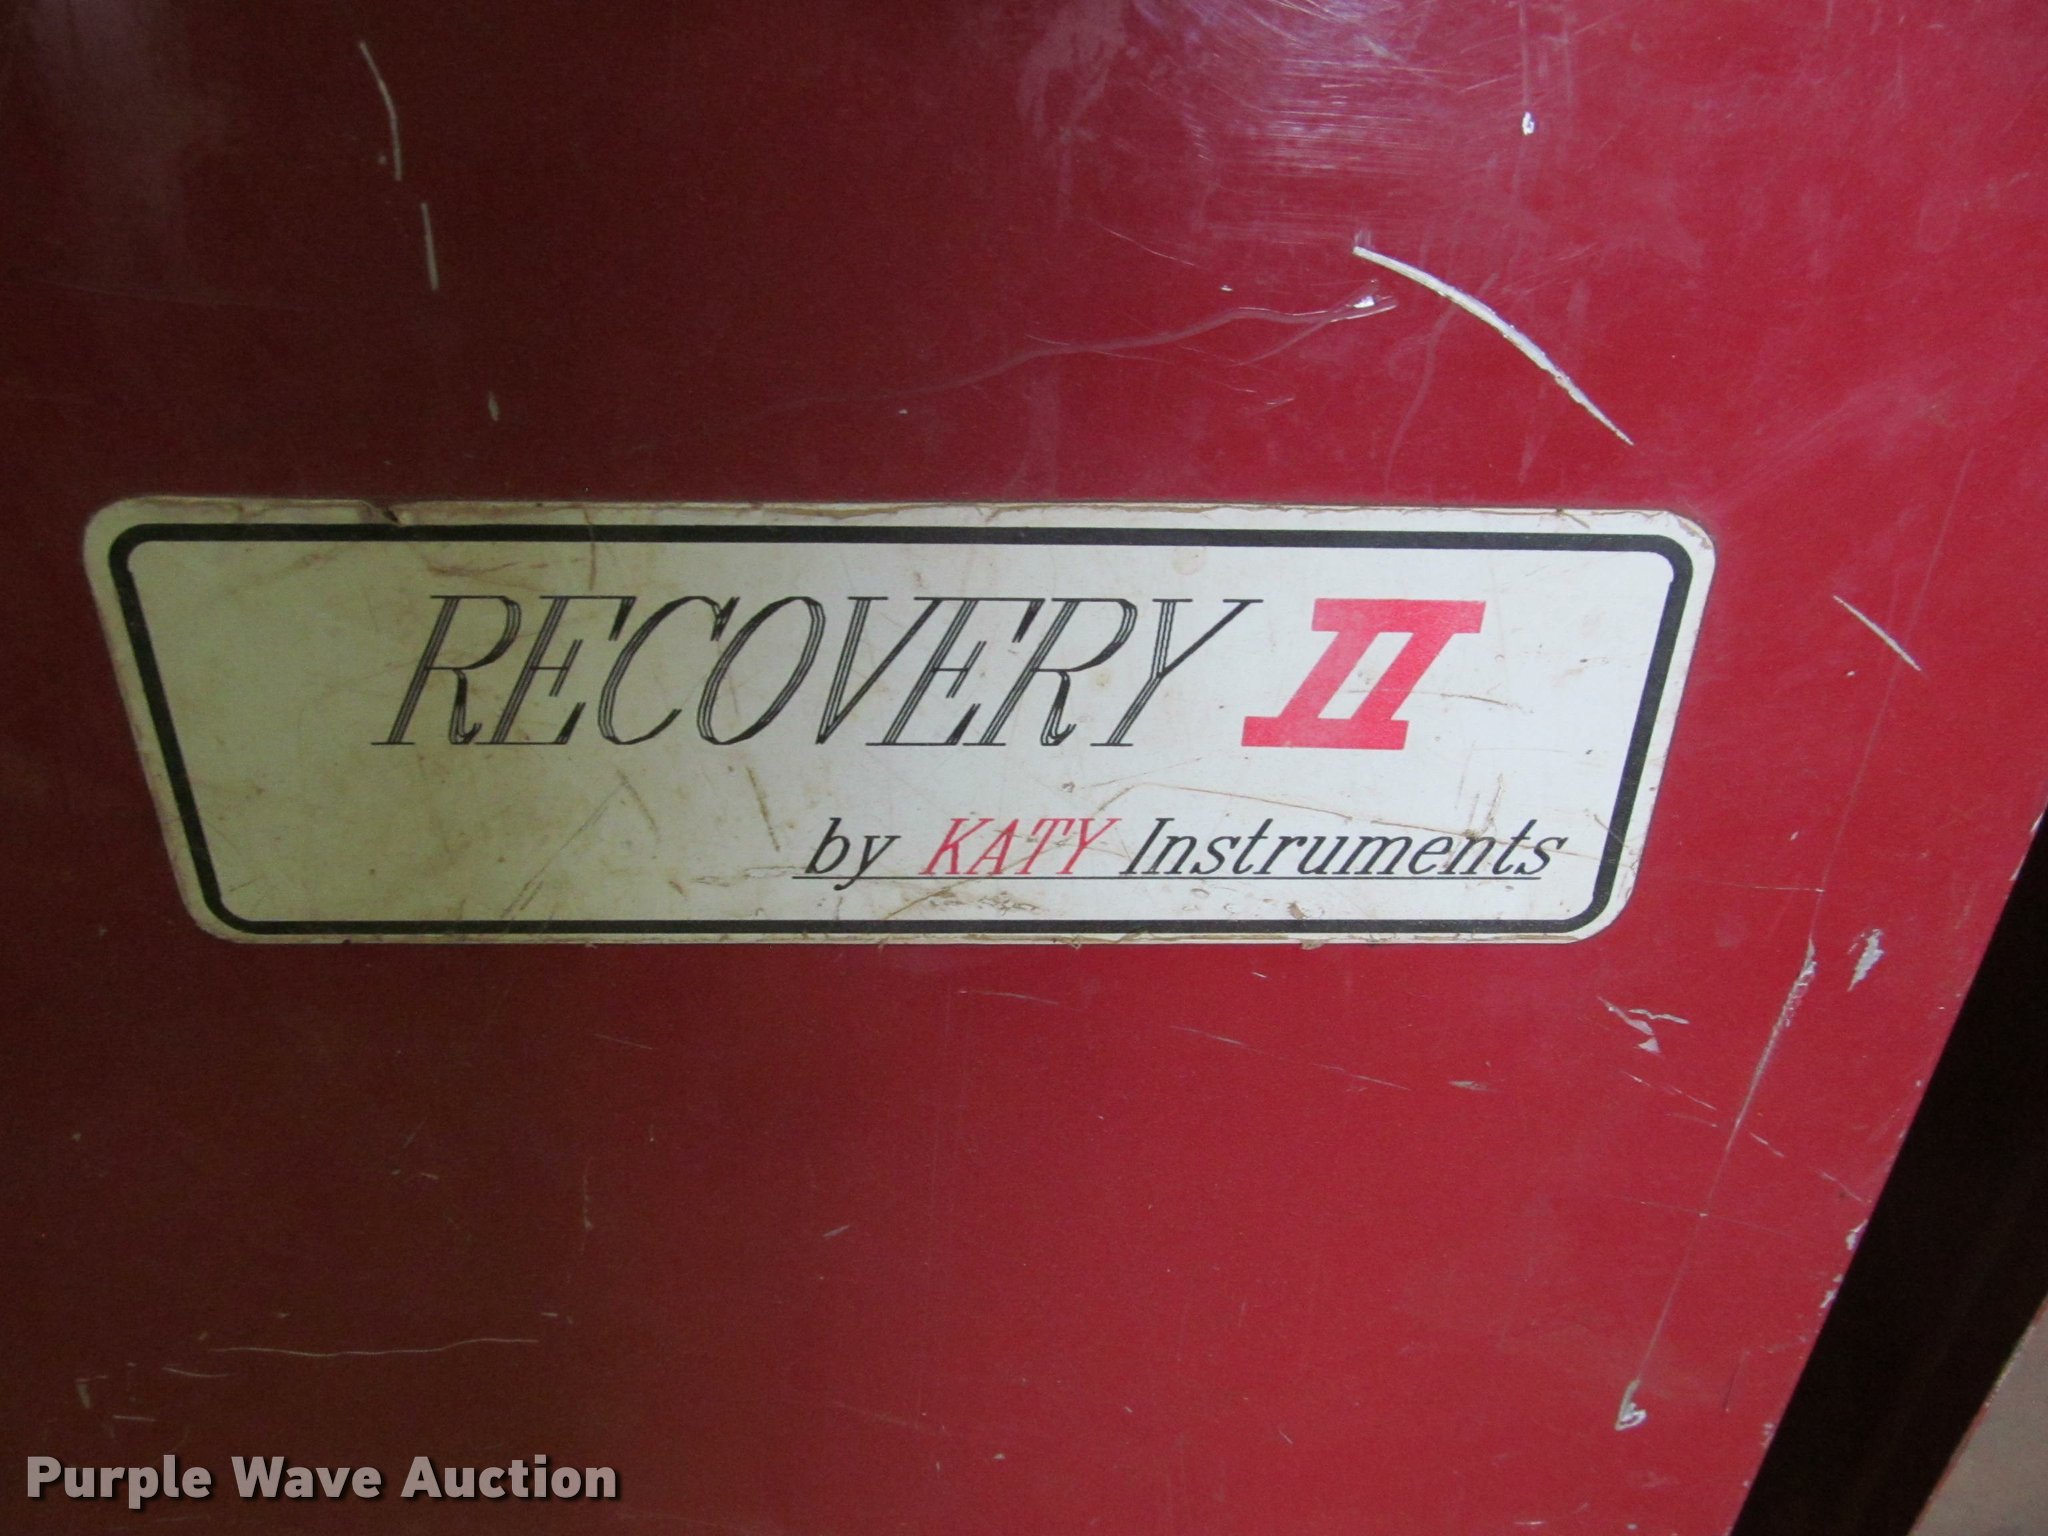 RECOVERY II
by KATY Instruments
Purple Wave Auction